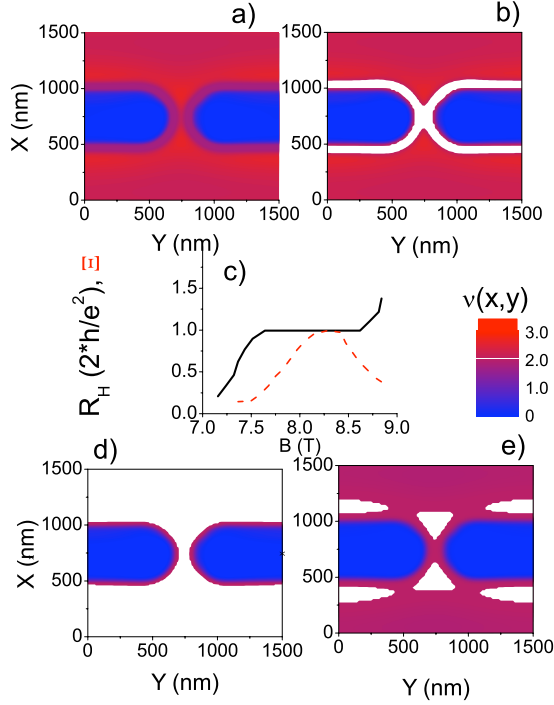 a)
b)
1500
1000
500
0
X (nm)
0 500 1000 1500
Y (nm)
1500
1000
500
0
0 500 1000 1500
Y (nm)
c)
R_H (2*h/e^2), [I]
1.5
1.0
0.5
0.0
7.0 7.5 8.0 8.5 9.0
B (T)
ν(x,y)
3.0
2.0
1.0
0
d)
e)
1500
1000
500
0
X (nm)
0 500 1000 1500
Y (nm)
1500
1000
500
0
0 500 1000 1500
Y (nm)